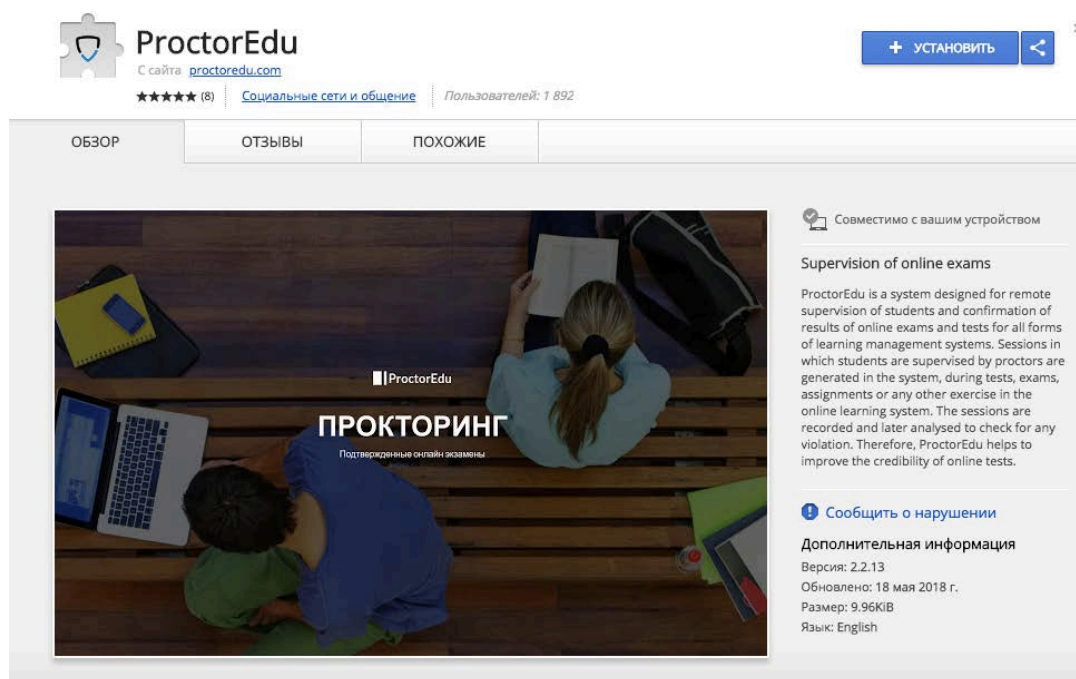 ProctorEdu
С сайта proctoredu.com
★★★★★ (8) Социальные сети и общение Пользователей: 1 892
+ УСТАНОВИТЬ
ОБЗОР ОТЗЫВЫ ПОХОЖИЕ
ProctorEdu
ПРОКТОРИНГ
Подтвержденные онлайн экзамены
Совместимо с вашим устройством
Supervision of online exams
ProctorEdu is a system designed for remote
supervision of students and confirmation of
results of online exams and tests for all forms
of learning management systems. Sessions in
which students are supervised by proctors are
generated in the system, during tests, exams,
assignments or any other exercise in the
online learning system. The sessions are
recorded and later analysed to check for any
violation. Therefore, ProctorEdu helps to
improve the credibility of online tests.
Сообщить о нарушении
Дополнительная информация
Версия: 2.2.13
Обновлено: 18 мая 2018 г.
Размер: 9.96KiB
Язык: English